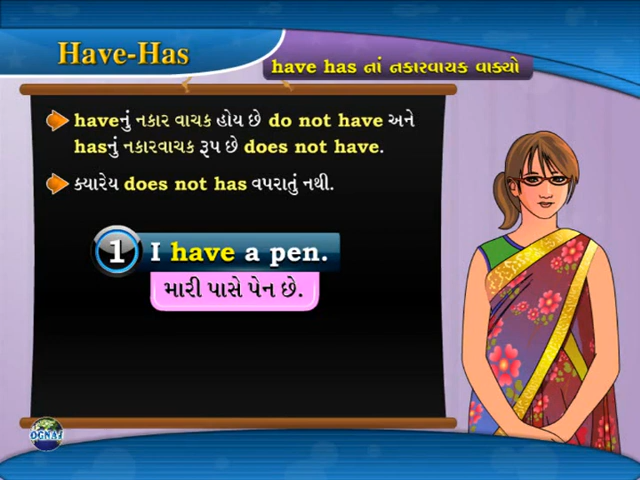 Have-Has
have has નાં નકારવાચક વાક્યો
haveનું નકાર વાચક હોય છે do not have અને
hasનું નકારવાચક રૂપ છે does not have.
ક્યારેય does not has વપરાતું નથી.
1 I have a pen.
મારી પાસે પેન છે.
OGNAI